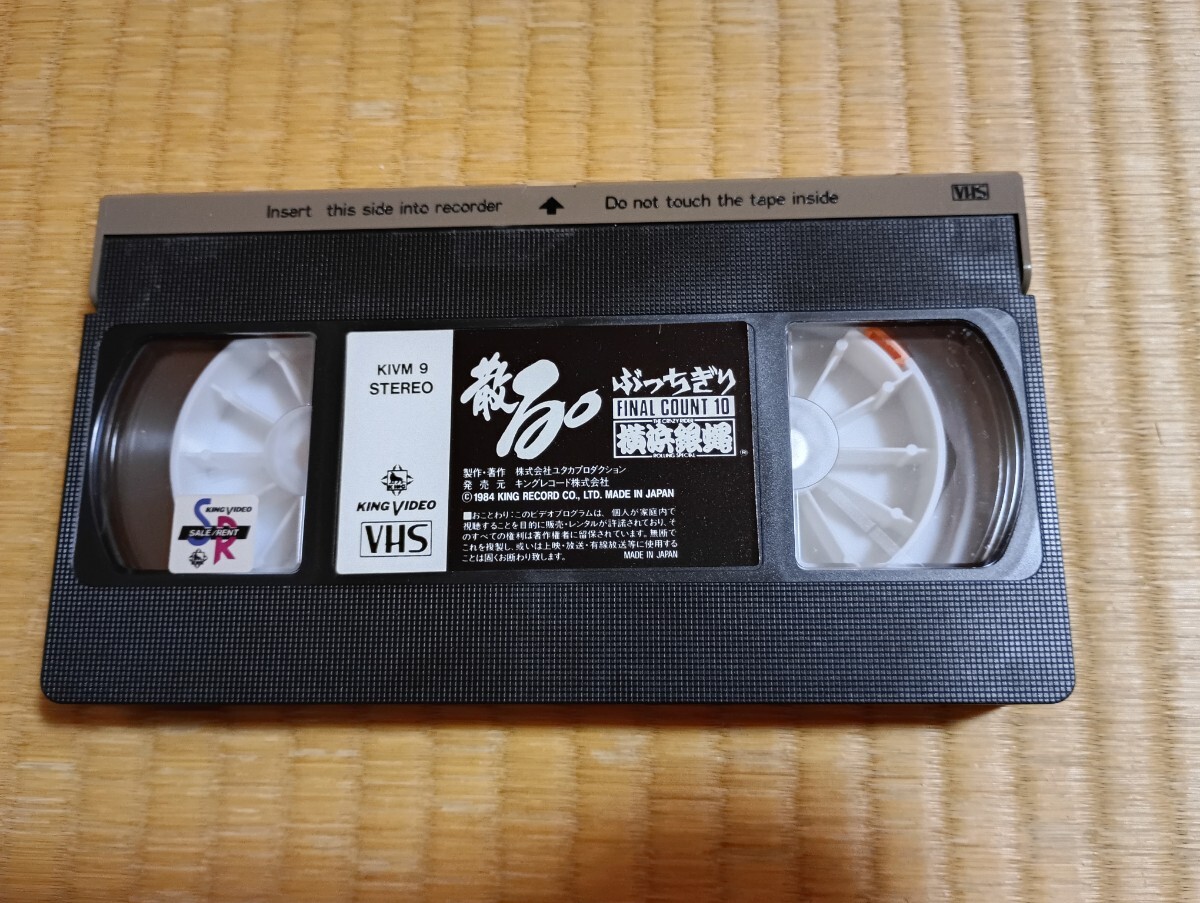 Insert this side into recorder
Do not touch the tape inside
VHS
KIVM 9
STEREO
KING VIDEO
VHS
散る。
ぶっちぎり
FINAL COUNT 10
THE CRAZY RIDER
横浜銀蝿
ROLLING SPECIAL
製作・著作 株式会社ユタカプロダクション
発売元 キングレコード株式会社
Ⓒ1984 KING RECORD CO., LTD. MADE IN JAPAN
■おことわり:このビデオプログラムは、個人が家庭内で
視聴することを目的に販売・レンタルが許諾されており、そ
のすべての権利は著作権者に留保されています。無断で
これを複製し、或いは上映・放送・有線放送等に使用する
ことは固くお断わり致します。
MADE IN JAPAN
KING VIDEO
SR
SALE/RENT